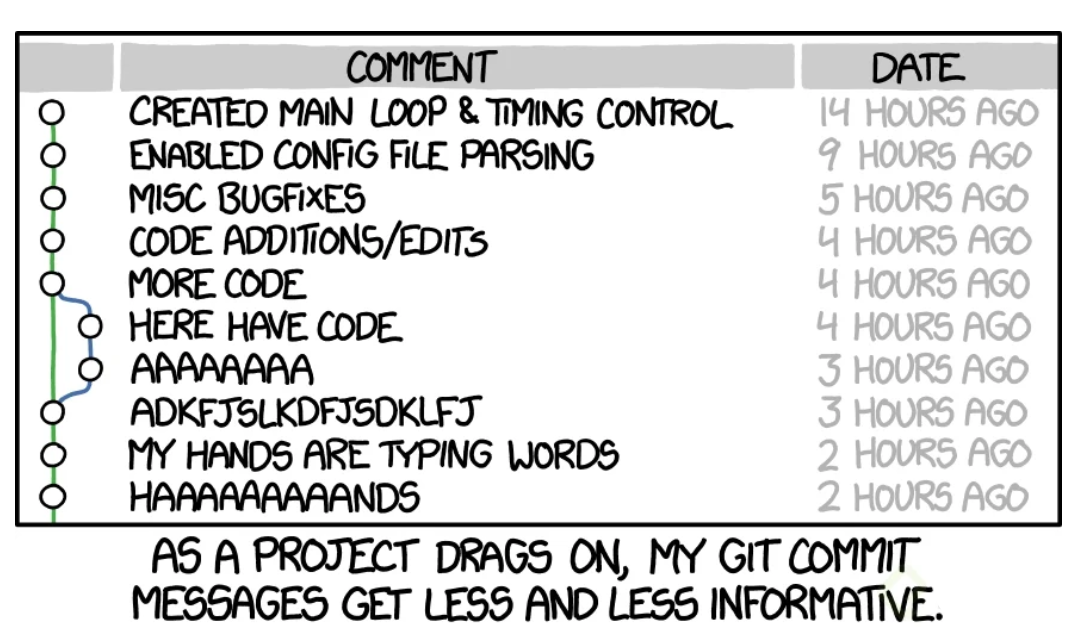 COMMENT DATE
CREATED MAIN LOOP & TIMING CONTROL 14 HOURS AGO
ENABLED CONFIG FILE PARSING 9 HOURS AGO
MISC BUGFIXES 5 HOURS AGO
CODE ADDITIONS/EDITS 4 HOURS AGO
MORE CODE 4 HOURS AGO
HERE HAVE CODE 4 HOURS AGO
AAAAAAAA 3 HOURS AGO
ADKFJSLKDFJSDKLFJ 3 HOURS AGO
MY HANDS ARE TYPING WORDS 2 HOURS AGO
HAAAAAAAAAANDS 2 HOURS AGO
AS A PROJECT DRAGS ON, MY GIT COMMIT
MESSAGES GET LESS AND LESS INFORMATIVE.